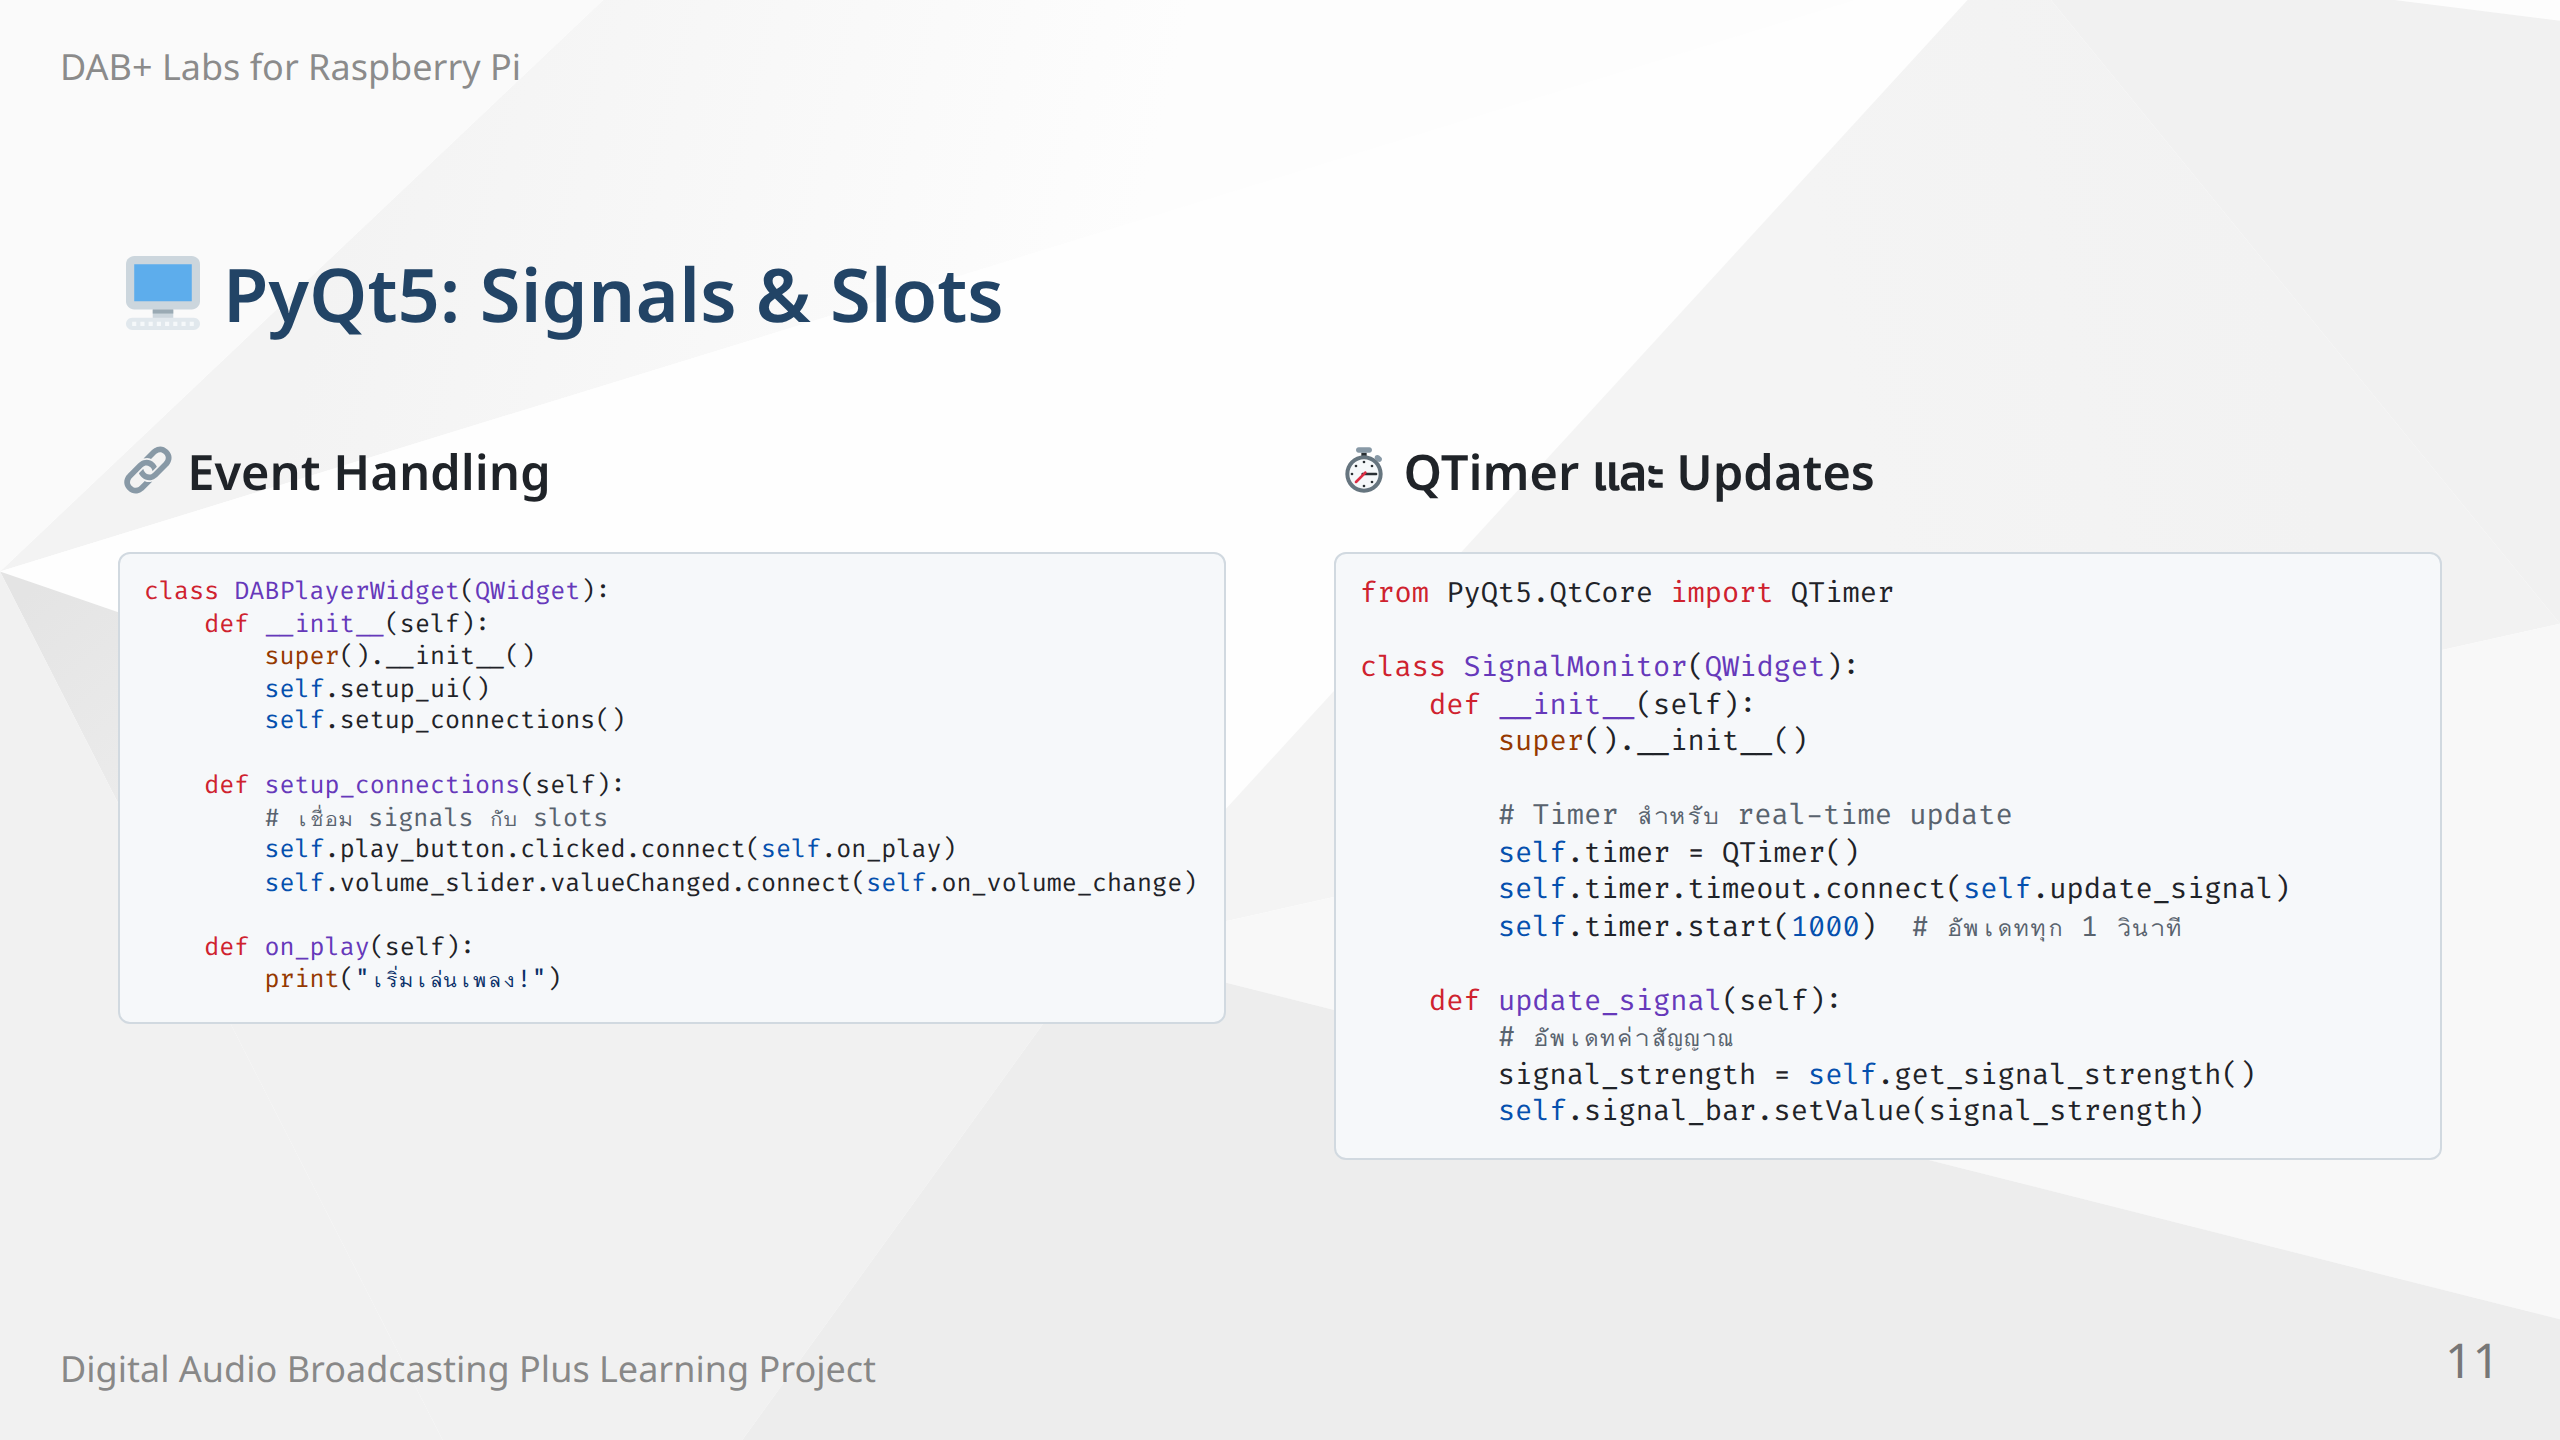 DAB+ Labs for Raspberry Pi
PyQt5: Signals & Slots
Event Handling
class DABPlayerWidget(QWidget):
    def __init__(self):
        super().__init__()
        self.setup_ui()
        self.setup_connections()

    def setup_connections(self):
        # เชื่อม signals กับ slots
        self.play_button.clicked.connect(self.on_play)
        self.volume_slider.valueChanged.connect(self.on_volume_change)

    def on_play(self):
        print("เริ่มเล่นเพลง!")
QTimer และ Updates
from PyQt5.QtCore import QTimer

class SignalMonitor(QWidget):
    def __init__(self):
        super().__init__()

        # Timer สำหรับ real-time update
        self.timer = QTimer()
        self.timer.timeout.connect(self.update_signal)
        self.timer.start(1000)  # อัพเดททุก 1 วินาที

    def update_signal(self):
        # อัพเดทค่าสัญญาณ
        signal_strength = self.get_signal_strength()
        self.signal_bar.setValue(signal_strength)
Digital Audio Broadcasting Plus Learning Project
11